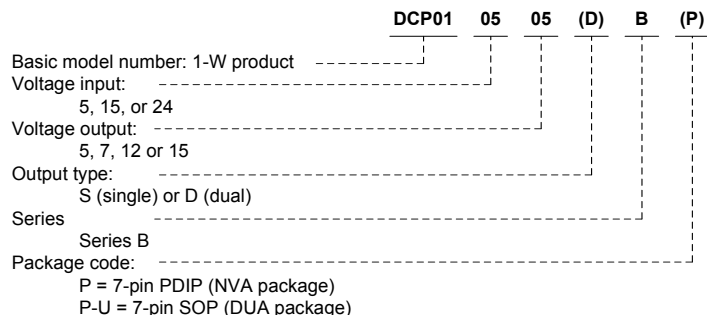 DCP01 05 05 (D) B (P)
Basic model number: 1-W product
Voltage input:
5, 15, or 24
Voltage output:
5, 7, 12 or 15
Output type:
S (single) or D (dual)
Series
Series B
Package code:
P = 7-pin PDIP (NVA package)
P-U = 7-pin SOP (DUA package)